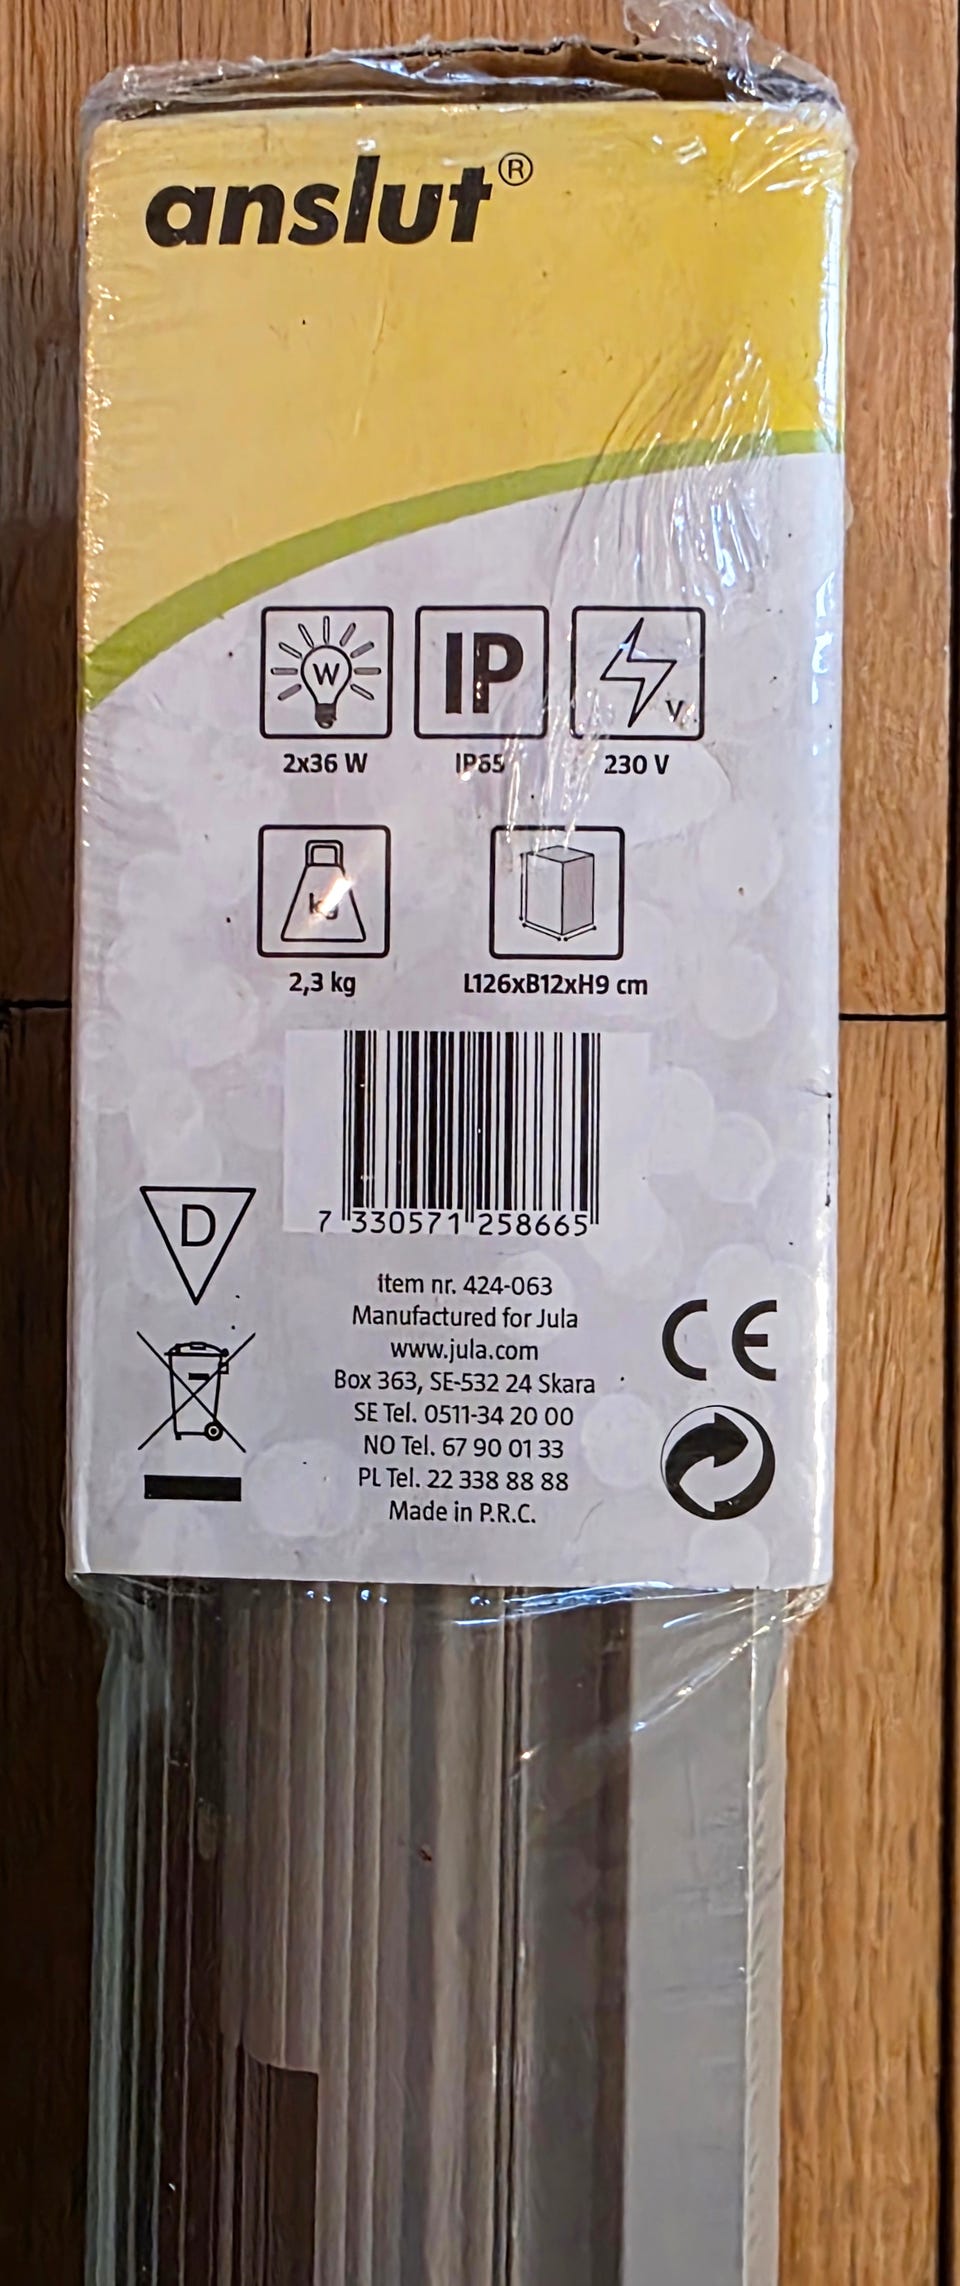 anslut®
W
IP
V
2x36 W
IP65
230 V
kg
2,3 kg
L126xB12xH9 cm
7 330571 258665
D
Item nr. 424-063
Manufactured for Jula
www.jula.com
Box 363, SE-532 24 Skara
SE Tel. 0511-34 20 00
NO Tel. 67 90 01 33
PL Tel. 22 338 88 88
Made in P.R.C.
CE